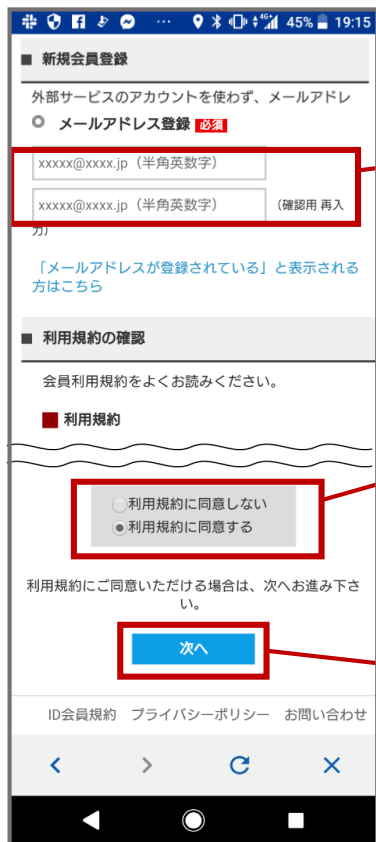 45% 19:15
■ 新規会員登録
外部サービスのアカウントを使わず、メールアドレ
メールアドレス登録 必須
xxxxx@xxxx.jp（半角英数字）
xxxxx@xxxx.jp（半角英数字） （確認用 再入
力）
「メールアドレスが登録されている」と表示される
方はこちら
■ 利用規約の確認
会員利用規約をよくお読みください。
■ 利用規約
利用規約に同意しない
利用規約に同意する
利用規約にご同意いただける場合は、次へお進み下さ
い。
次へ
ID会員規約 プライバシーポリシー お問い合わせ